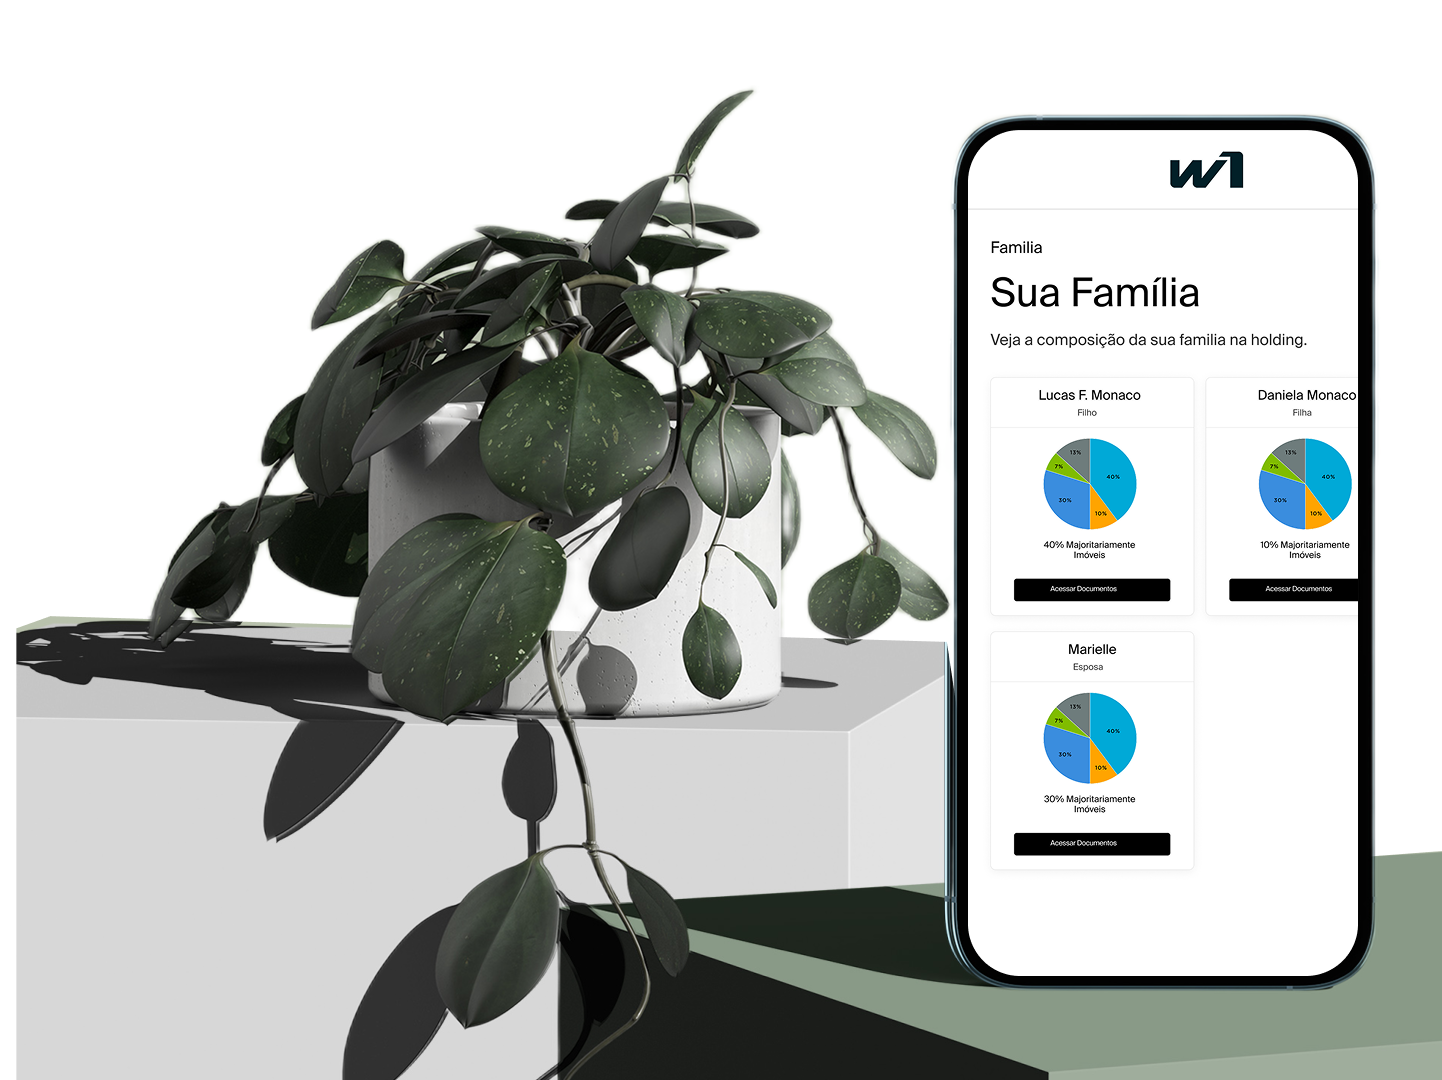 w1
Familia
Sua Família
Veja a composição da sua familia na holding.
Lucas F. Monaco
Filho
13%
7%
40%
30%
10%
40% Majoritariamente
Imóveis
Acessar Documentos
Daniela Monaco
Filha
13%
7%
40%
30%
10%
10% Majoritariamente
Imóveis
Acessar Documentos
Marielle
Esposa
13%
7%
40%
30%
10%
30% Majoritariamente
Imóveis
Acessar Documentos